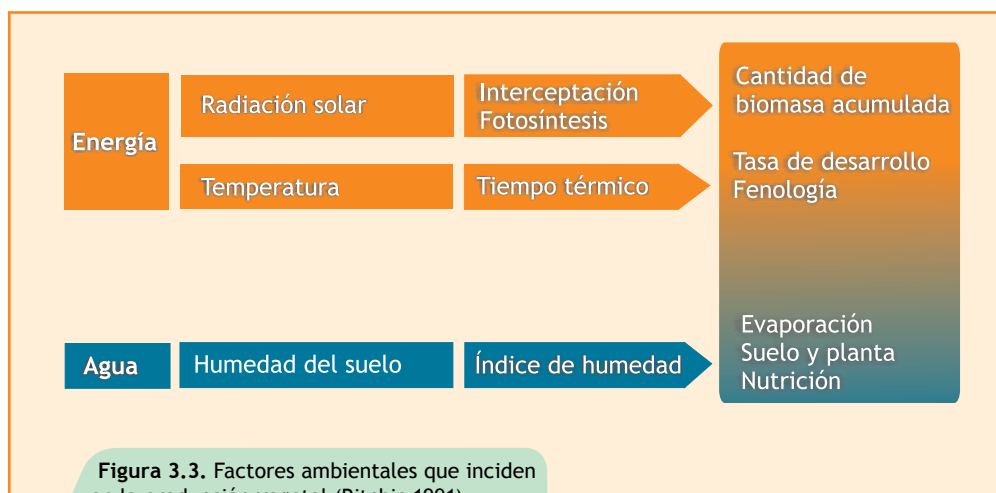 Energía
Radiación solar
Interceptación
Fotosíntesis
Cantidad de
biomasa acumulada
Temperatura
Tiempo térmico
Tasa de desarrollo
Fenología
Agua
Humedad del suelo
Índice de humedad
Evaporación
Suelo y planta
Nutrición
Figura 3.3. Factores ambientales que inciden